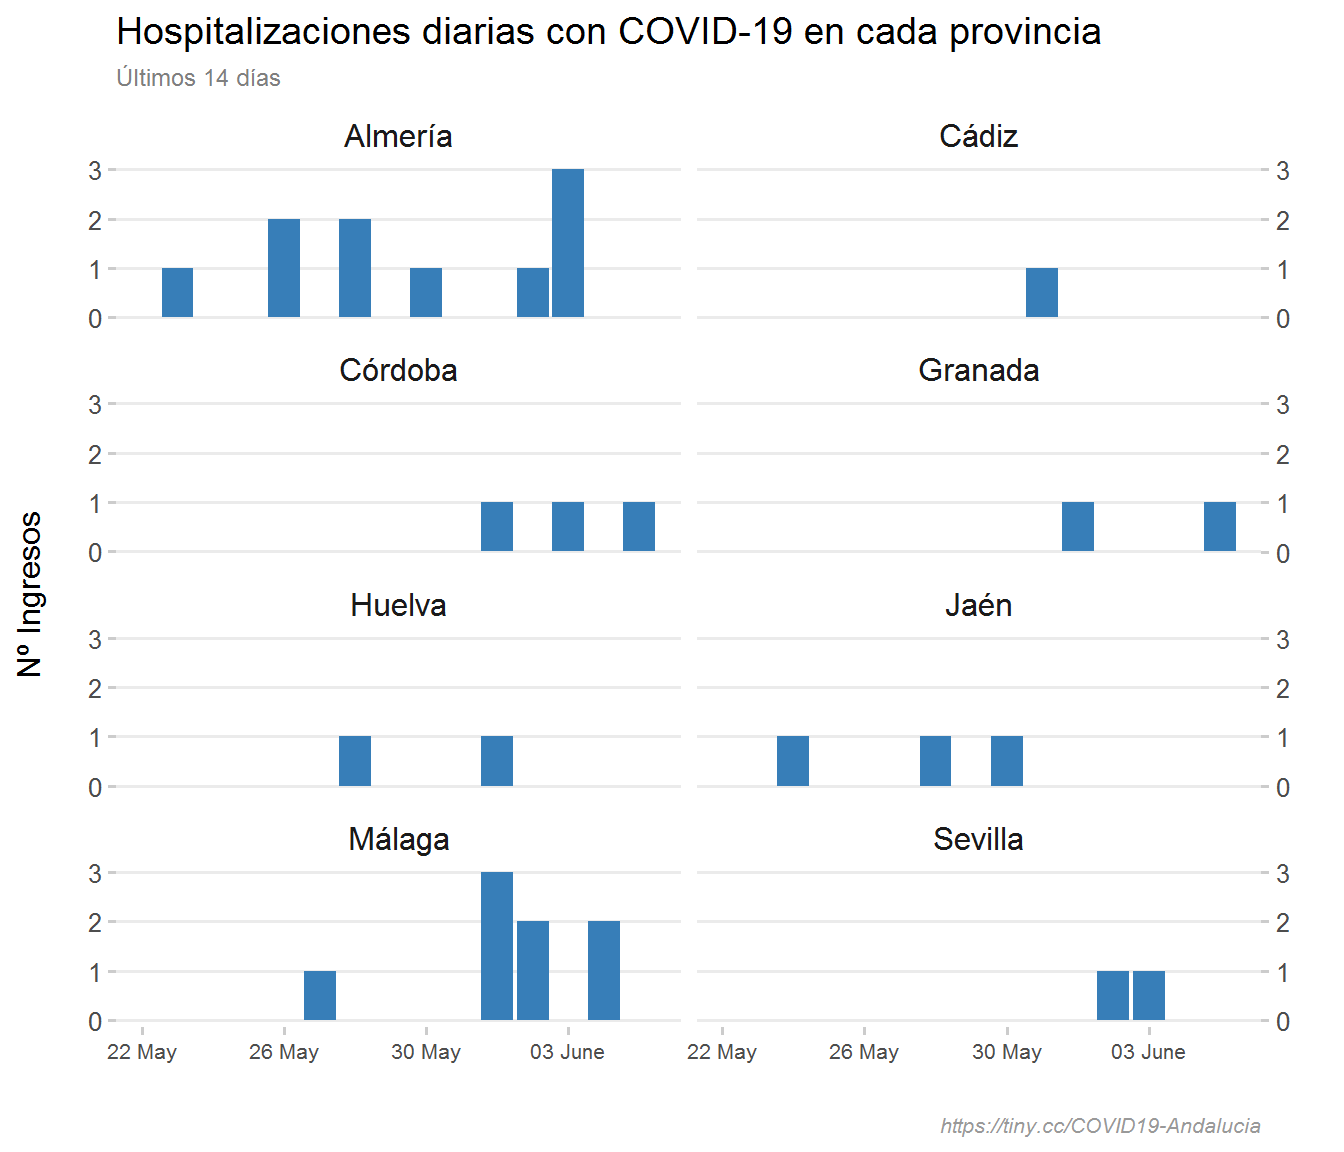 Hospitalizaciones diarias con COVID-19 en cada provincia
Últimos 14 días
Almería Cádiz
3 3
2 2
1 1
0 0
Córdoba Granada
3 3
2 2
1 1
0 0
Nº Ingresos
Huelva Jaén
3 3
2 2
1 1
0 0
Málaga Sevilla
3 3
2 2
1 1
0 0
22 May 26 May 30 May 03 June 22 May 26 May 30 May 03 June
https://tiny.cc/COVID19-Andalucia